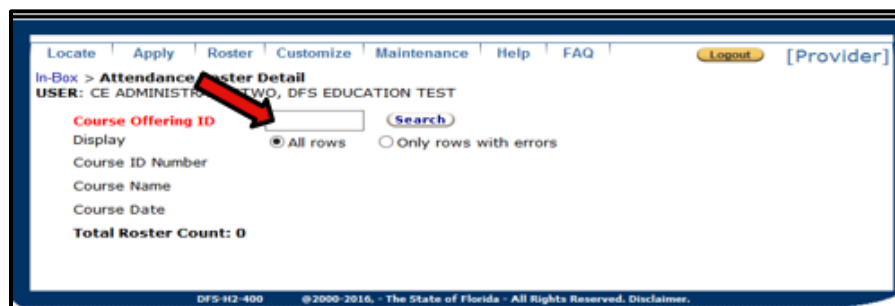 Locate Apply Roster Customize Maintenance Help FAQ Logout [Provider]
In-Box > Attendance Roster Detail
USER: CE ADMINISTRATOR TWO, DFS EDUCATION TEST
Course Offering ID Search
Display All rows Only rows with errors
Course ID Number
Course Name
Course Date
Total Roster Count: 0
DFS-H2-400 @2000-2016, - The State of Florida - All Rights Reserved. Disclaimer.